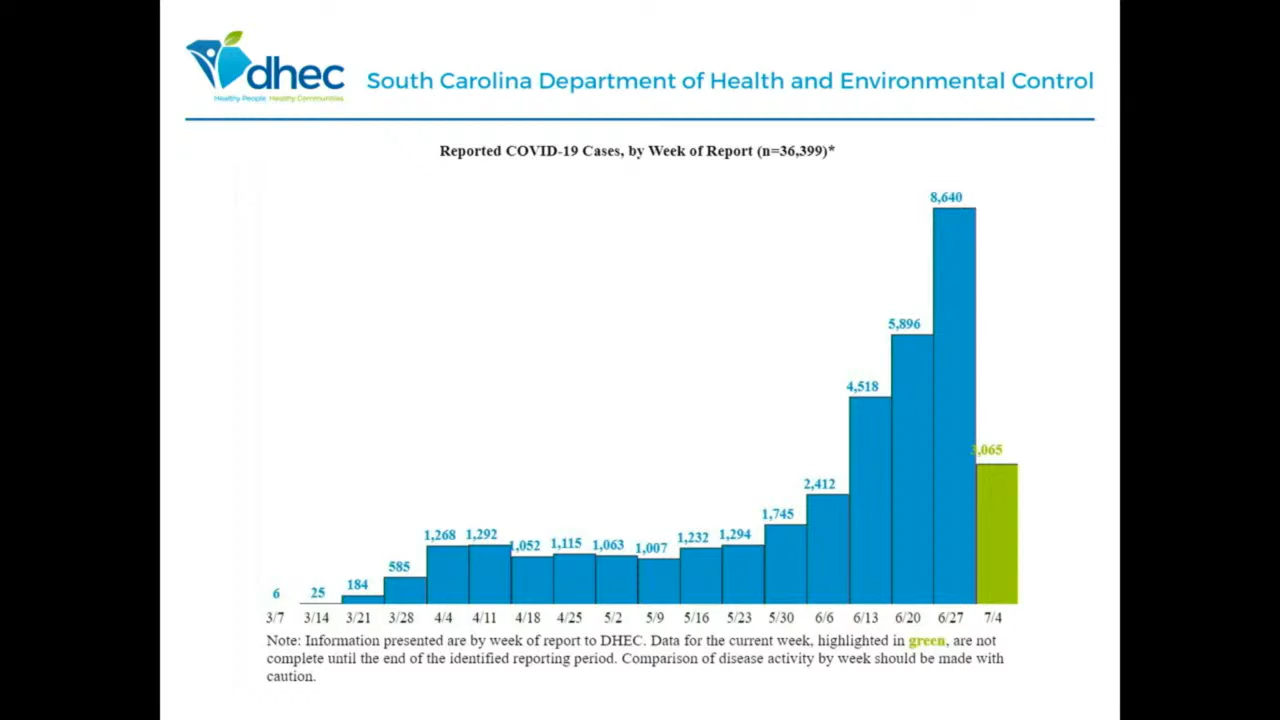 dhec
Healthy People. Healthy Communities.
South Carolina Department of Health and Environmental Control
Reported COVID-19 Cases, by Week of Report (n=36,399)*
8,640
5,896
4,518
3,065
2,412
1,745
1,268 1,292 1,052 1,115 1,063 1,007 1,232 1,294
585
184
6 25
3/7 3/14 3/21 3/28 4/4 4/11 4/18 4/25 5/2 5/9 5/16 5/23 5/30 6/6 6/13 6/20 6/27 7/4
Note: Information presented are by week of report to DHEC. Data for the current week, highlighted in green, are not
complete until the end of the identified reporting period. Comparison of disease activity by week should be made with
caution.